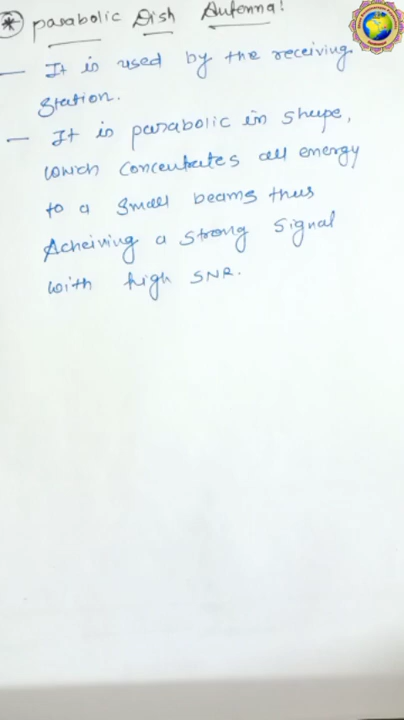 * parabolic Dish Antenna!
— It is used by the receiving
station.
— It is parabolic in shape,
which concentrates all energy
to a small beams thus
Acheiving a strong signal
with high SNR.